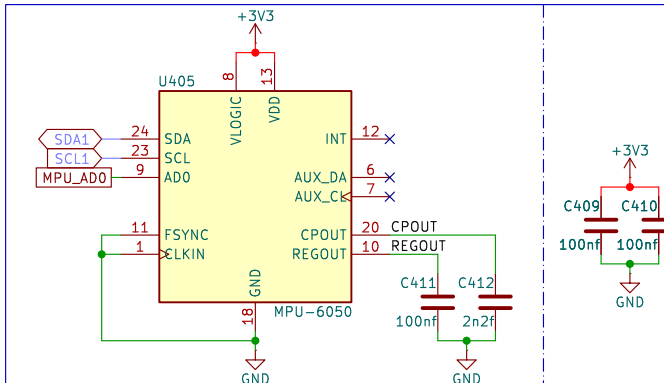 +3V3
U405
8
13
VLOGIC
VDD
SDA1
24
SDA
INT
12
SCL1
23
SCL
MPU_AD0
9
AD0
AUX_DA
6
AUX_CL
7
11
FSYNC
CPOUT
20
CPOUT
1
CLKIN
REGOUT
10
REGOUT
GND
18
MPU-6050
C411
100nf
C412
2n2f
GND
GND
+3V3
C409
100nf
C410
100nf
GND